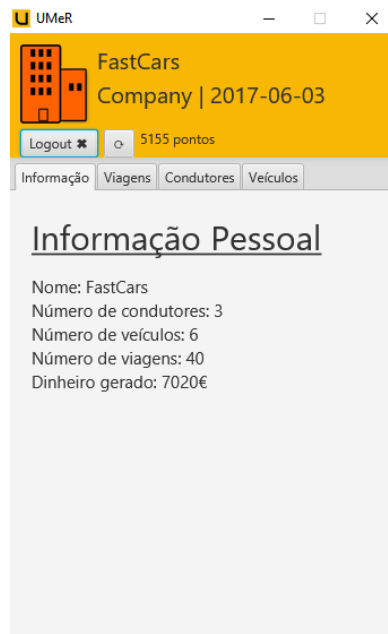 UMeR
FastCars
Company | 2017-06-03
Logout ✖ ⟳ 5155 pontos
Informação Viagens Condutores Veículos
Informação Pessoal
Nome: FastCars
Número de condutores: 3
Número de veículos: 6
Número de viagens: 40
Dinheiro gerado: 7020€